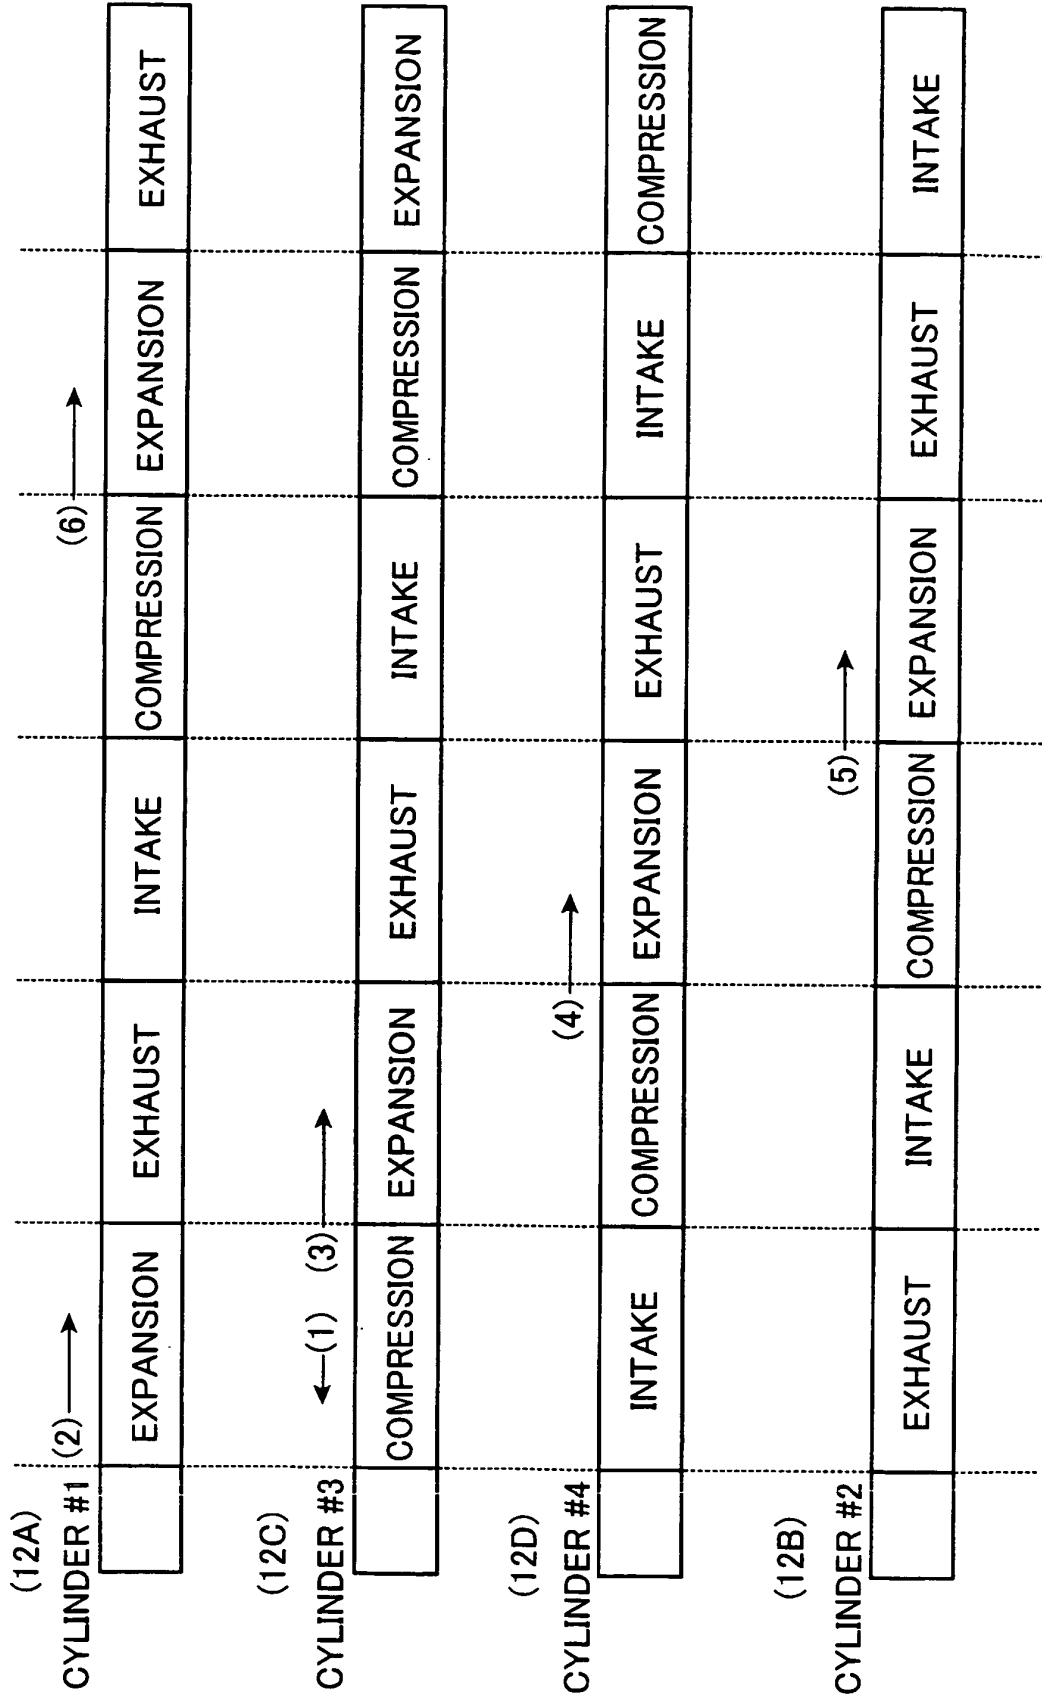 (12A)
CYLINDER #1
(2)
(6)
EXPANSION
EXHAUST
INTAKE
COMPRESSION
EXPANSION
EXHAUST
(12C)
CYLINDER #3
(1)
(3)
COMPRESSION
EXPANSION
EXHAUST
INTAKE
COMPRESSION
EXPANSION
(12D)
CYLINDER #4
(4)
INTAKE
COMPRESSION
EXPANSION
EXHAUST
INTAKE
COMPRESSION
(12B)
CYLINDER #2
(5)
EXHAUST
INTAKE
COMPRESSION
EXPANSION
EXHAUST
INTAKE